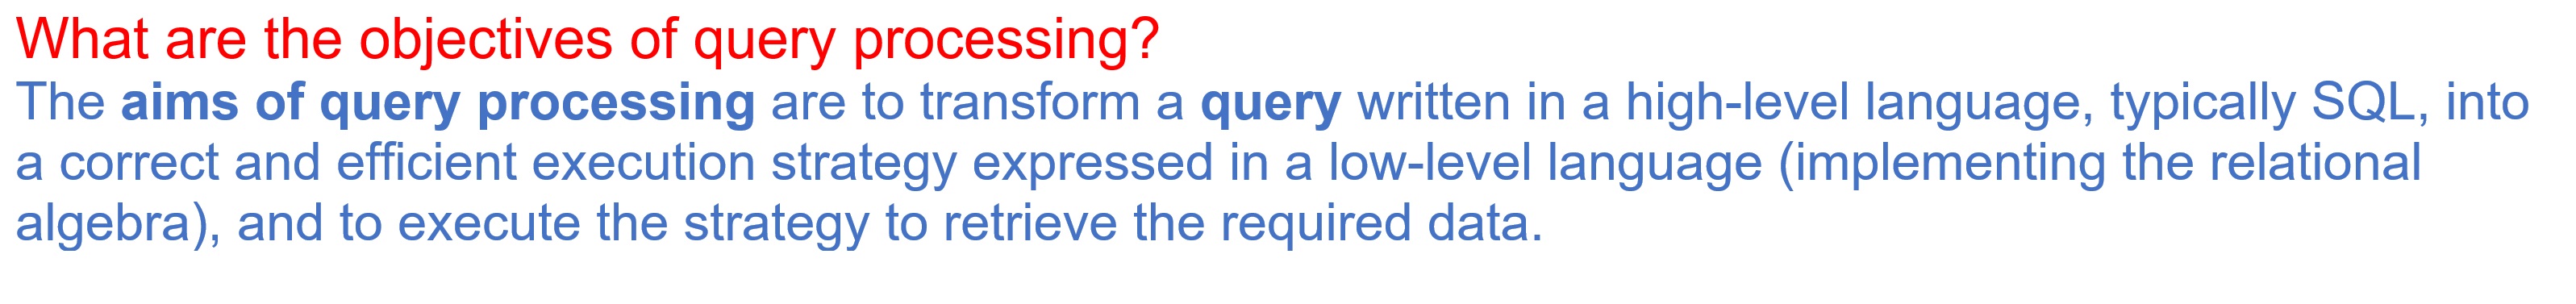 What are the objectives of query processing?
The aims of query processing are to transform a query written in a high-level language, typically SQL, into
a correct and efficient execution strategy expressed in a low-level language (implementing the relational
algebra), and to execute the strategy to retrieve the required data.